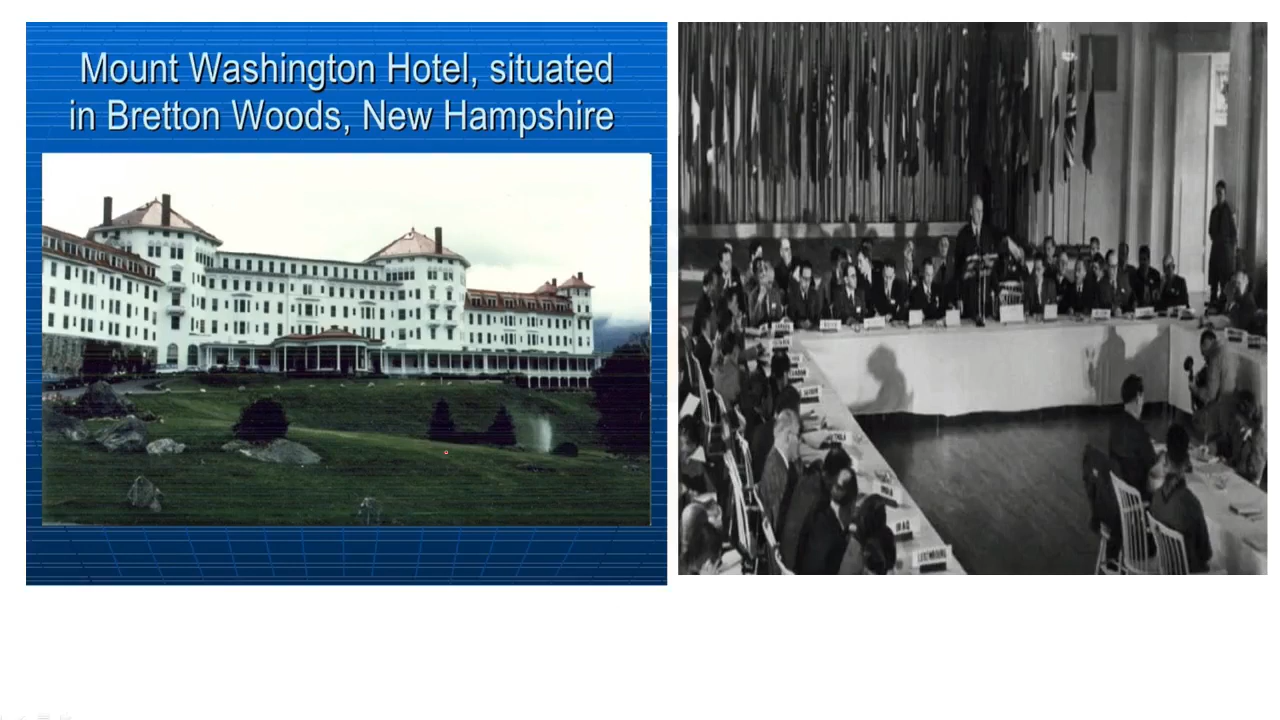 Mount Washington Hotel, situated
in Bretton Woods, New Hampshire
IRAQ
LUXEMBOURG